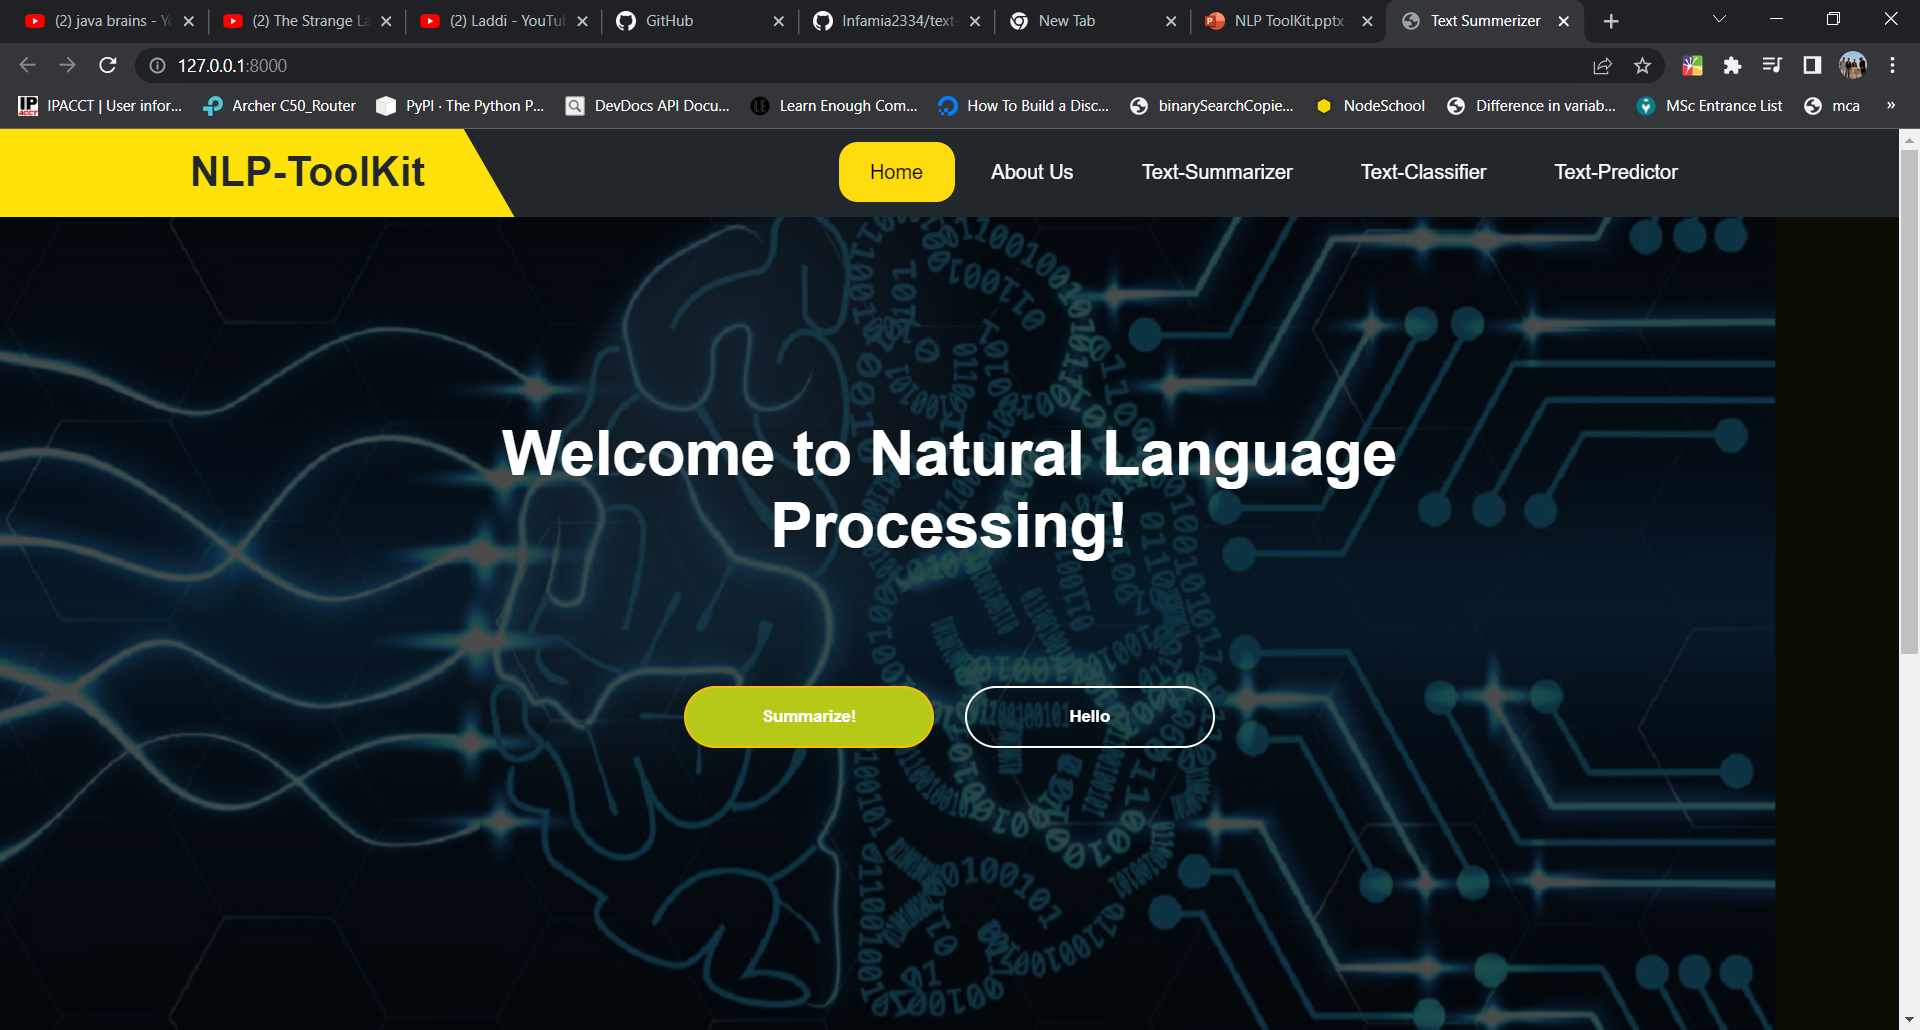 (2) java brains - Yo
(2) The Strange La
(2) Laddi - YouTu
GitHub
Infamia2334/text-
New Tab
NLP ToolKit.pptx -
Text Summerizer
127.0.0.1:8000
IPACCT | User infor...
Archer C50_Router
PyPI · The Python P...
DevDocs API Docu...
Learn Enough Com...
How To Build a Disc...
binarySearchCopie...
NodeSchool
Difference in variab...
MSc Entrance List
mca
»
NLP-ToolKit
Home
About Us
Text-Summarizer
Text-Classifier
Text-Predictor
Welcome to Natural Language
Processing!
Summarize!
Hello